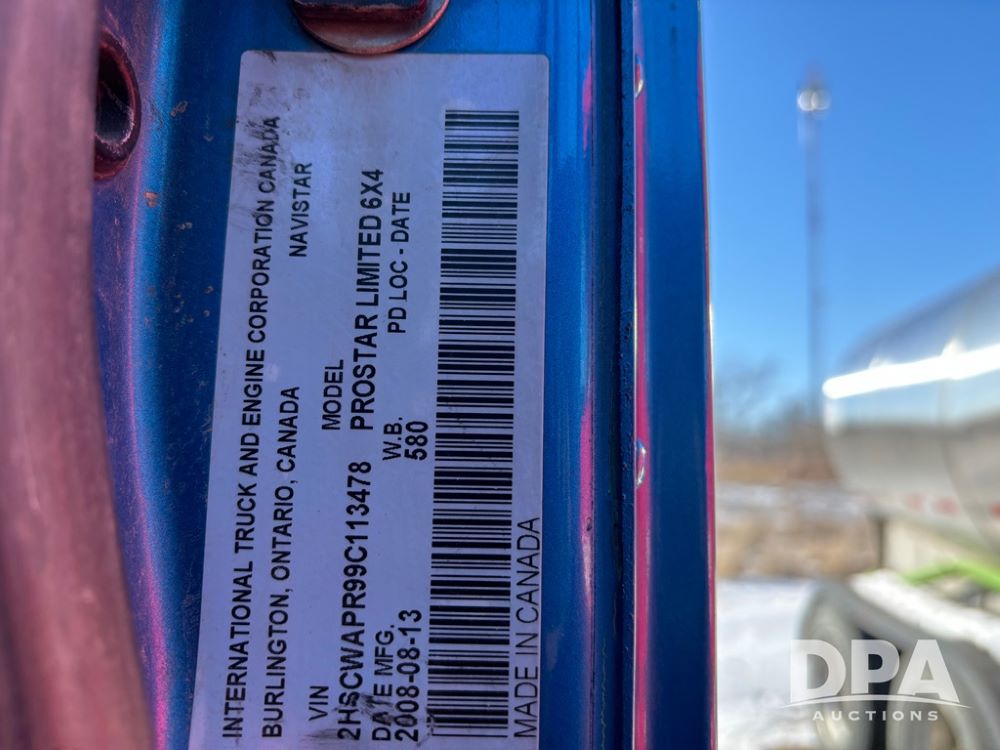 INTERNATIONAL TRUCK AND ENGINE CORPORATION CANADA
BURLINGTON, ONTARIO, CANADA NAVISTAR
VIN MODEL
2HSCWAPR99C113478 PROSTAR LIMITED 6X4
DATE MFG. W.B. PD LOC - DATE
2008-08-13 580
MADE IN CANADA
DPA
AUCTIONS